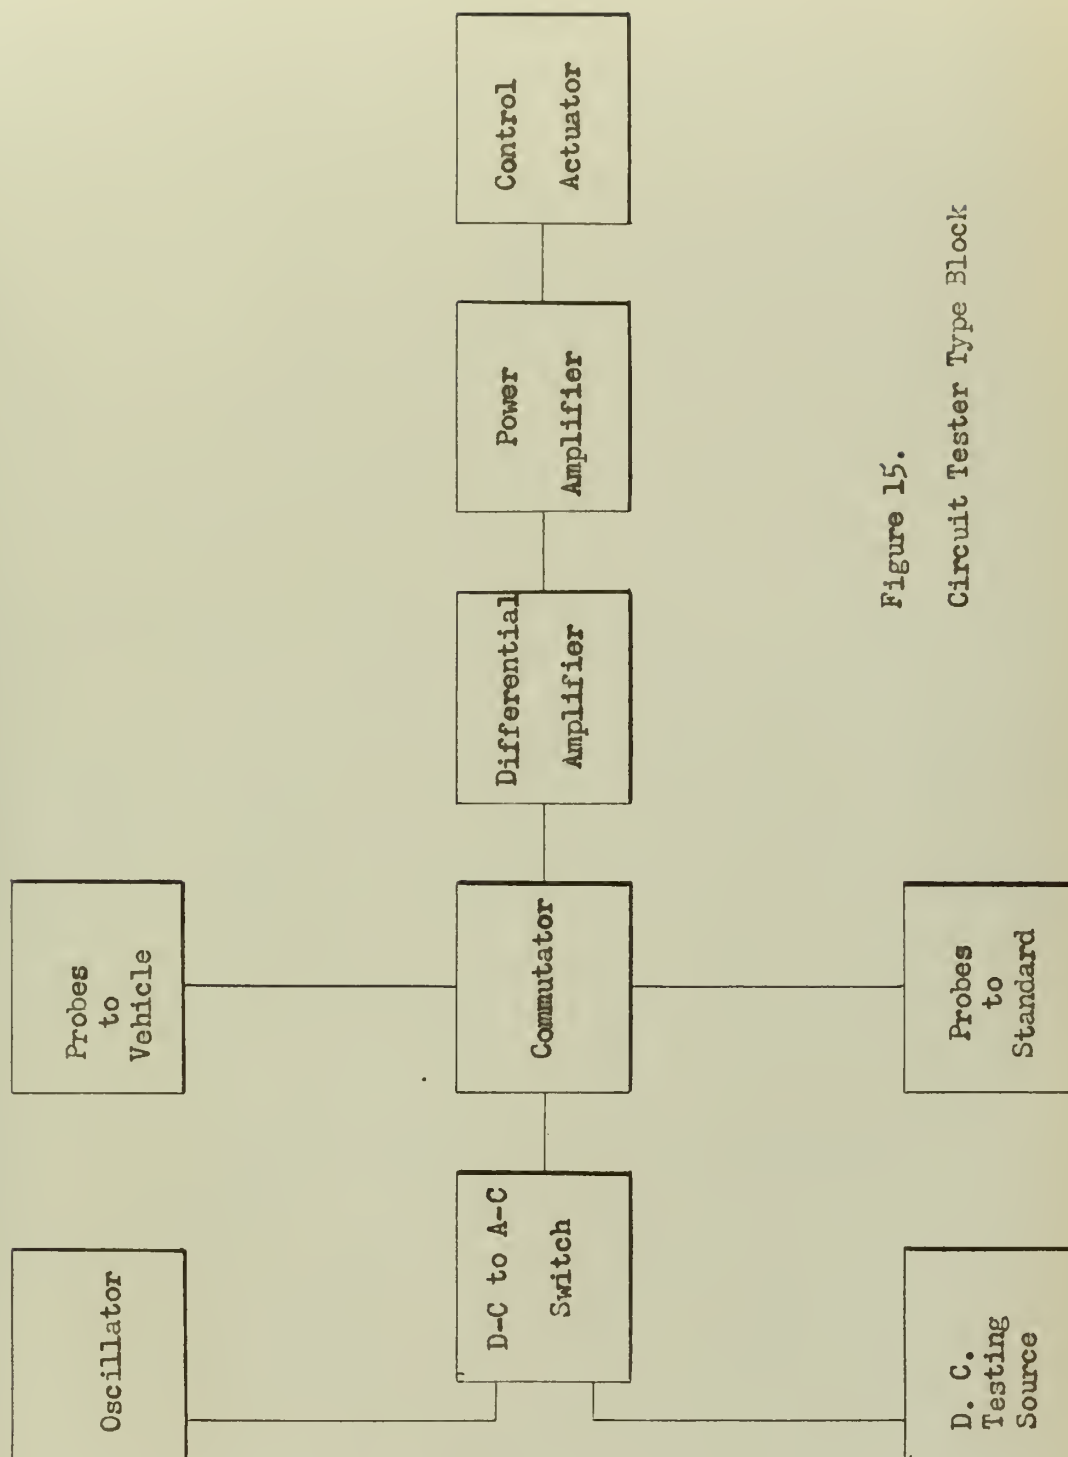 Oscillator
Probes
to
Vehicle
D-C to A-C
Switch
Commutator
Differential
Amplifier
Power
Amplifier
Control
Actuator
D. C.
Testing
Source
Probes
to
Standard
Figure 15.
Circuit Tester Type Block